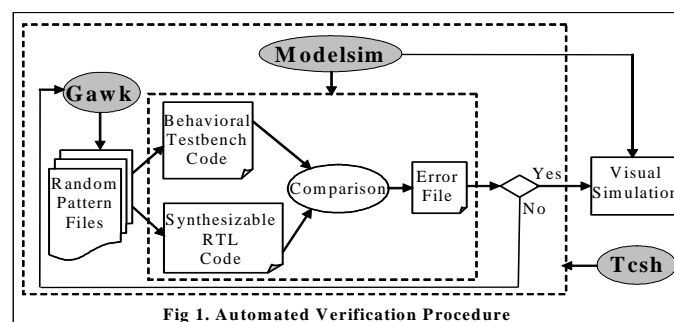 Modelsim
Gawk
Behavioral
Testbench
Code
Random
Pattern
Files
Synthesizable
RTL
Code
Comparison
Error
File
Yes
No
Visual
Simulation
Tcsh
Fig 1. Automated Verification Procedure